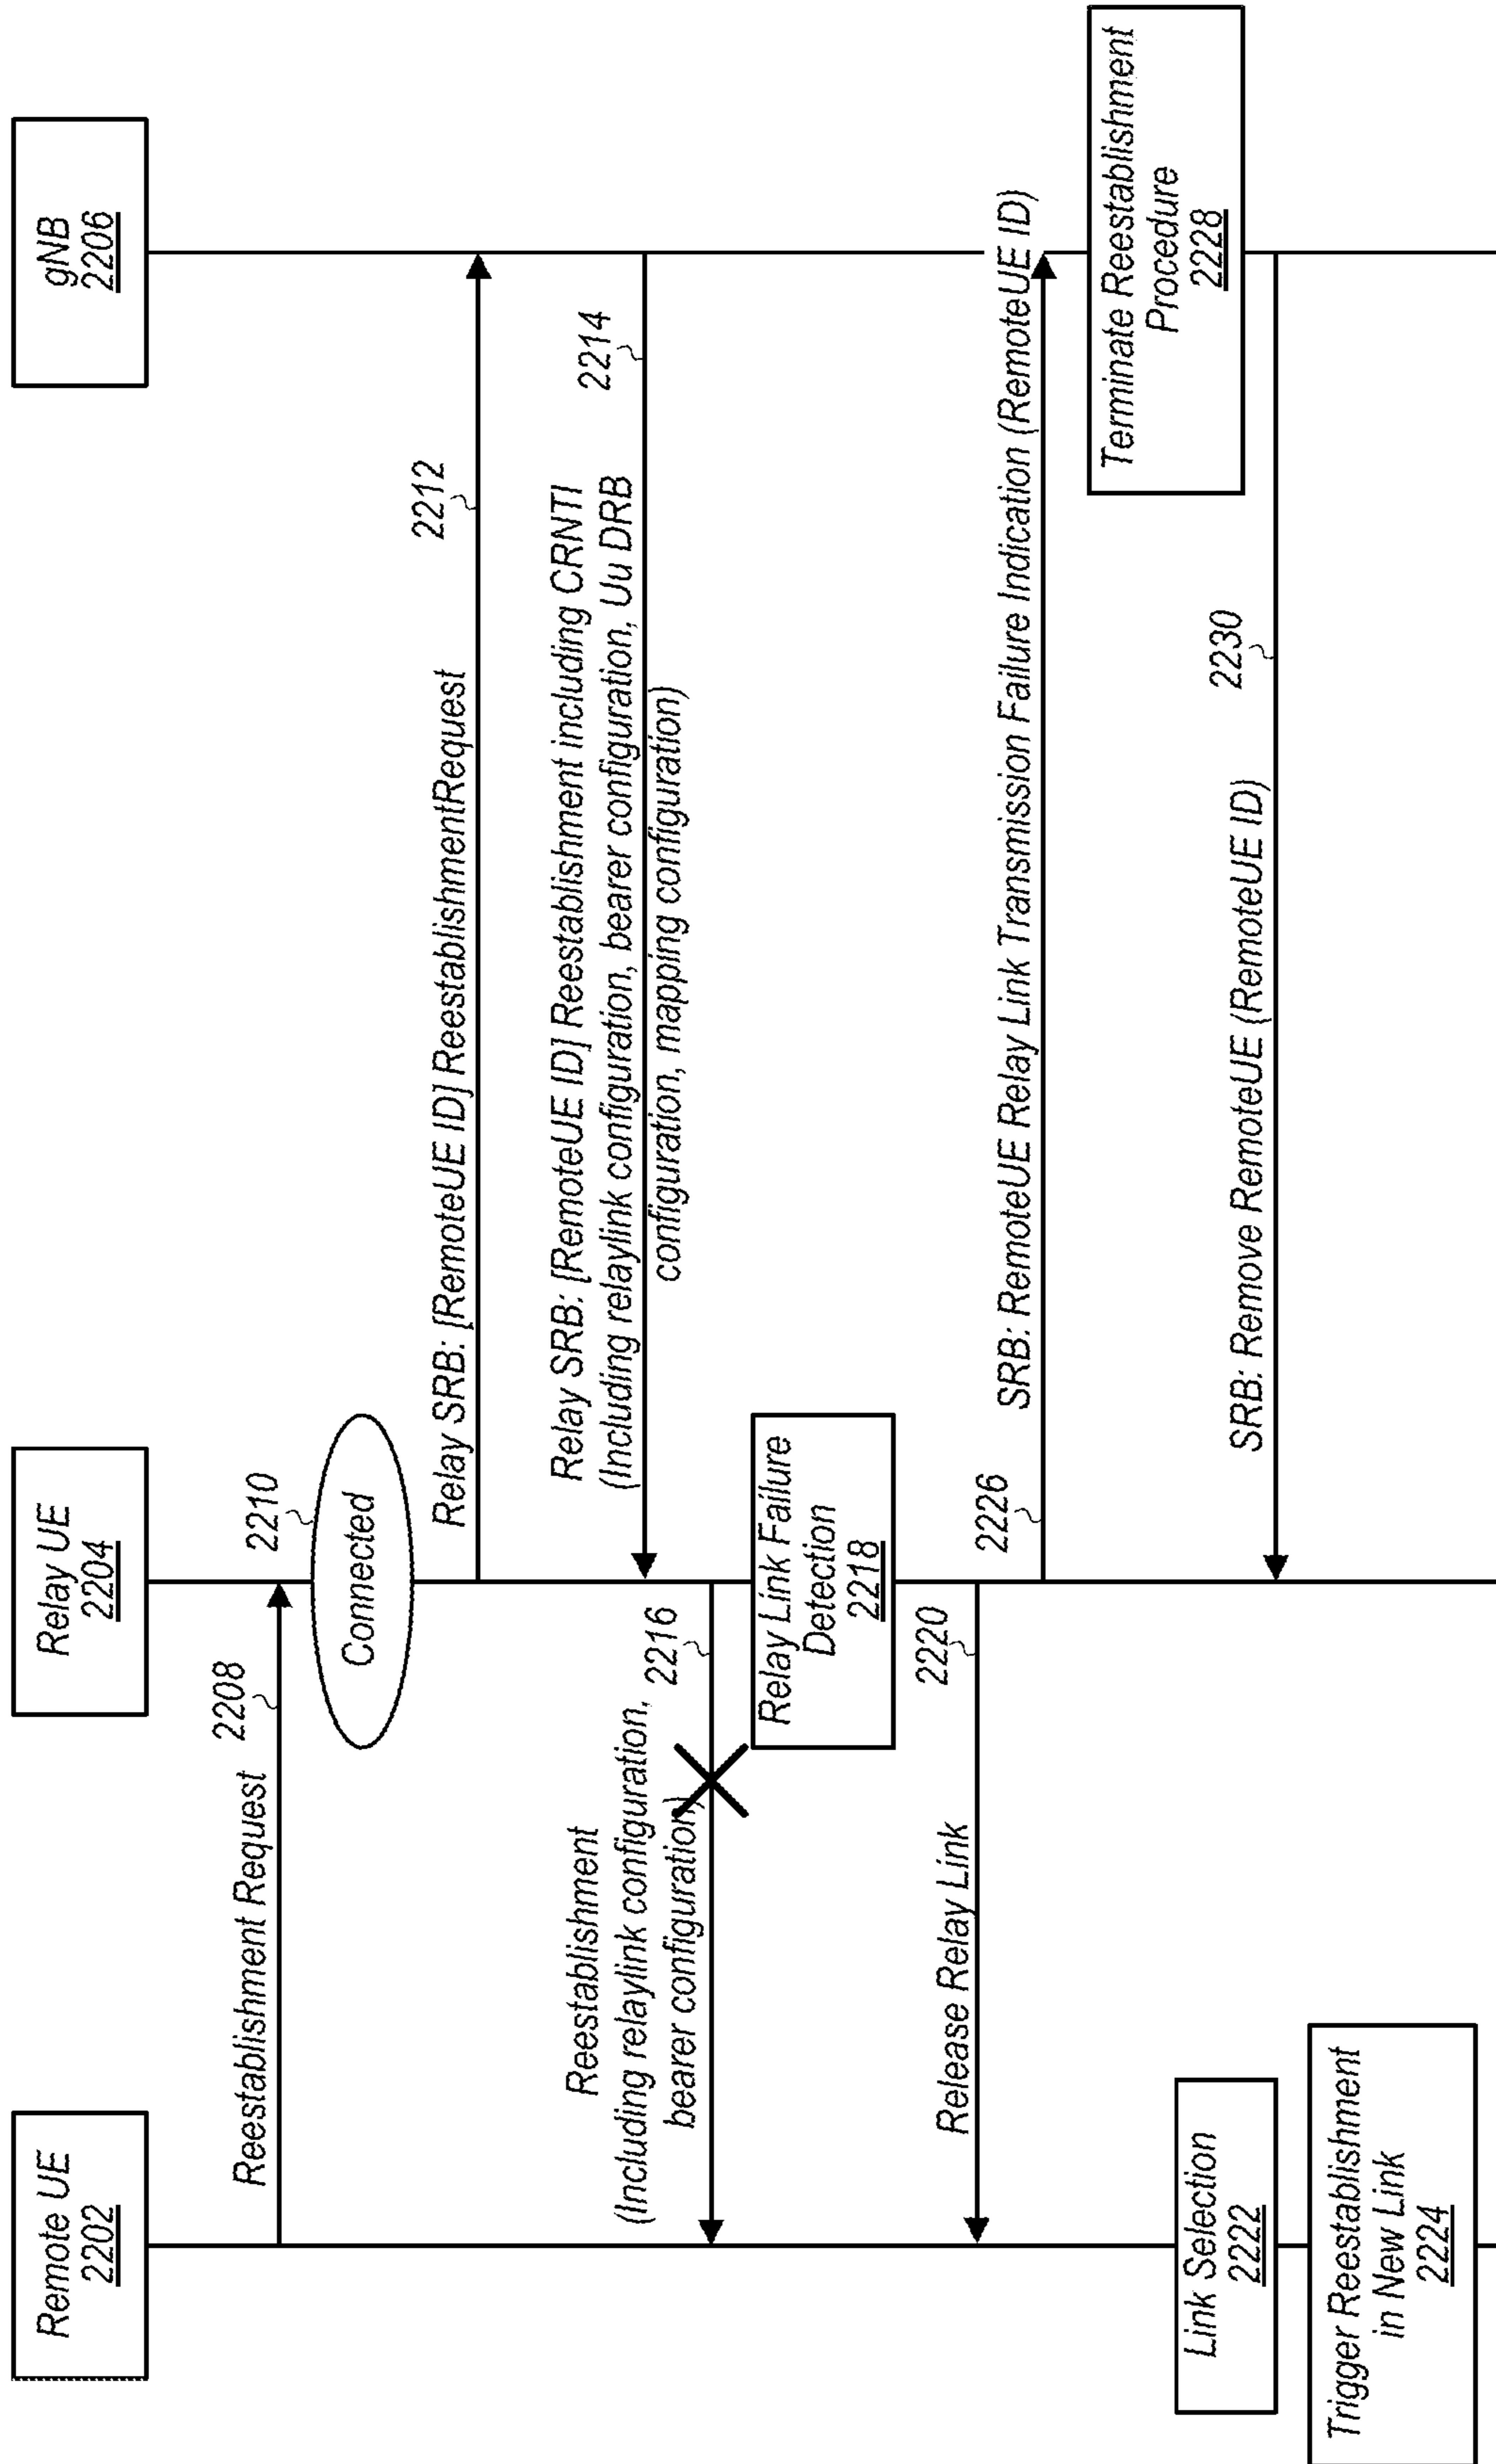 Remote UE
2202
Relay UE
2204
gNB
2206
Reestablishment Request
2208
2210
Connected
Relay SRB: [RemoteUE ID] ReestablishmentRequest
2212
Relay SRB: [RemoteUE ID] Reestablishment including CRNTI
(Including relaylink configuration, bearer configuration, Uu DRB
configuration, mapping configuration)
2214
Reestablishment
(Including relaylink configuration,
bearer configuration)
2216
Relay Link Failure
Detection
2218
Release Relay Link
2220
Link Selection
2222
Trigger Reestablishment
in New Link
2224
SRB: RemoteUE Relay Link Transmission Failure Indication (RemoteUE ID)
2226
Terminate Reestablishment
Procedure
2228
SRB: Remove RemoteUE (RemoteUE ID)
2230